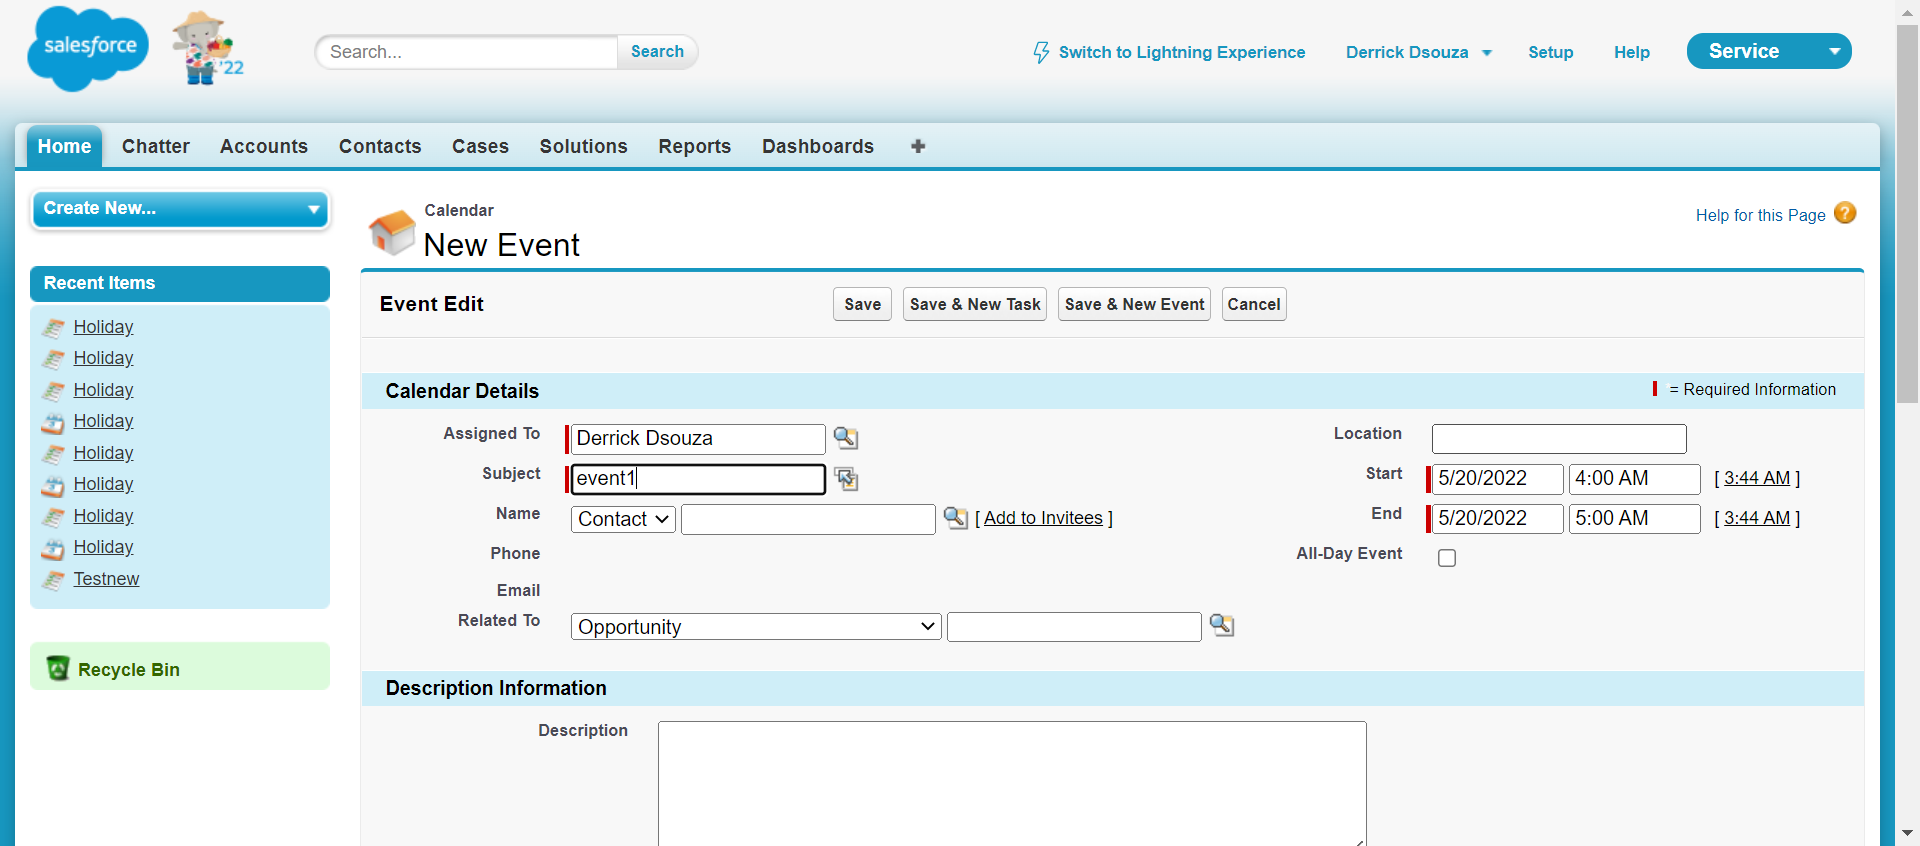 salesforce
'22
Search...
Search
Switch to Lightning Experience
Derrick Dsouza
Setup
Help
Service
Home
Chatter
Accounts
Contacts
Cases
Solutions
Reports
Dashboards
Create New...
Recent Items
Holiday
Holiday
Holiday
Holiday
Holiday
Holiday
Holiday
Holiday
Testnew
Recycle Bin
Calendar
New Event
Help for this Page ?
Event Edit
Save
Save & New Task
Save & New Event
Cancel
Calendar Details
= Required Information
Assigned To
Derrick Dsouza
Subject
event1
Name
Contact
[ Add to Invitees ]
Phone
Email
Related To
Opportunity
Location
Start
5/20/2022
4:00 AM
[ 3:44 AM ]
End
5/20/2022
5:00 AM
[ 3:44 AM ]
All-Day Event
Description Information
Description